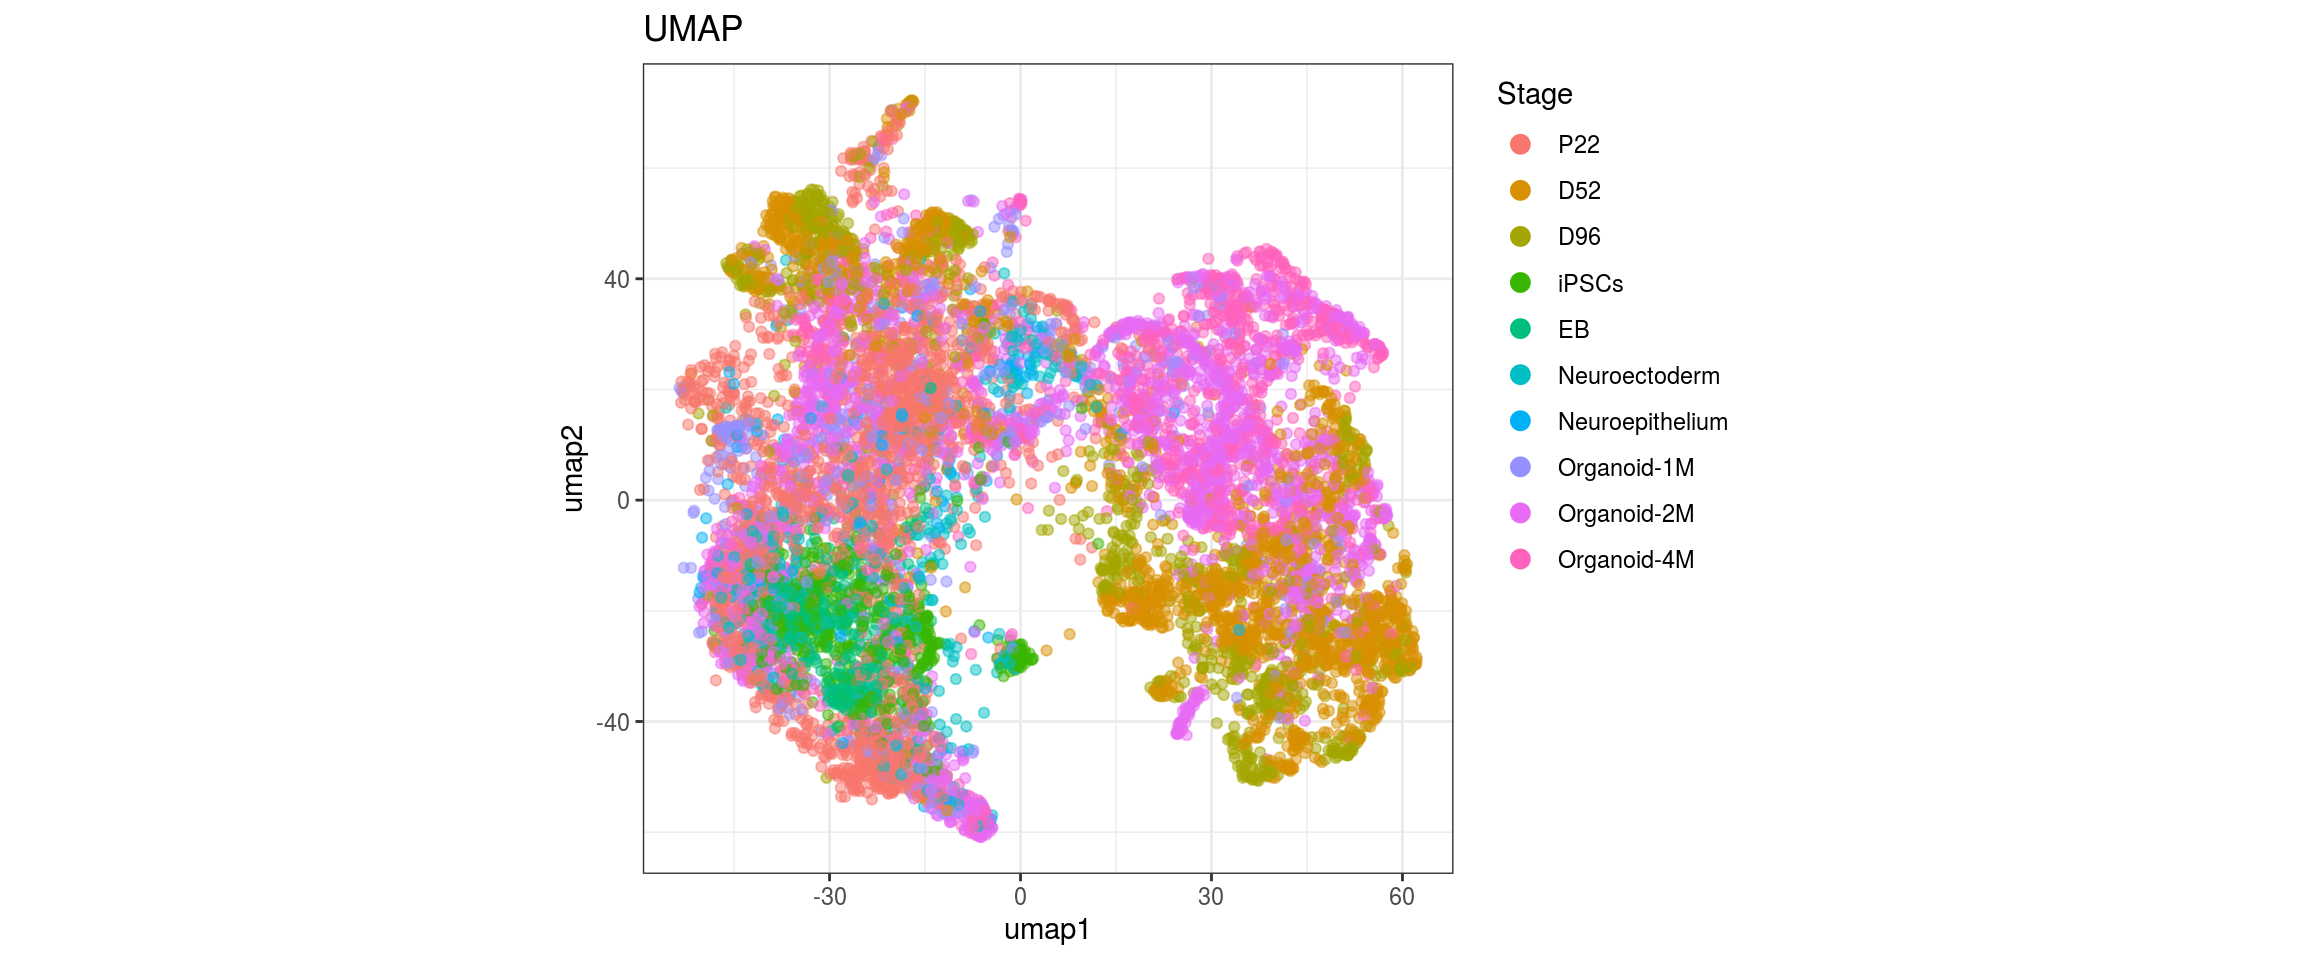 UMAP
umap2
40
0
-40
-30
0
30
60
umap1
Stage
P22
D52
D96
iPSCs
EB
Neuroectoderm
Neuroepithelium
Organoid-1M
Organoid-2M
Organoid-4M